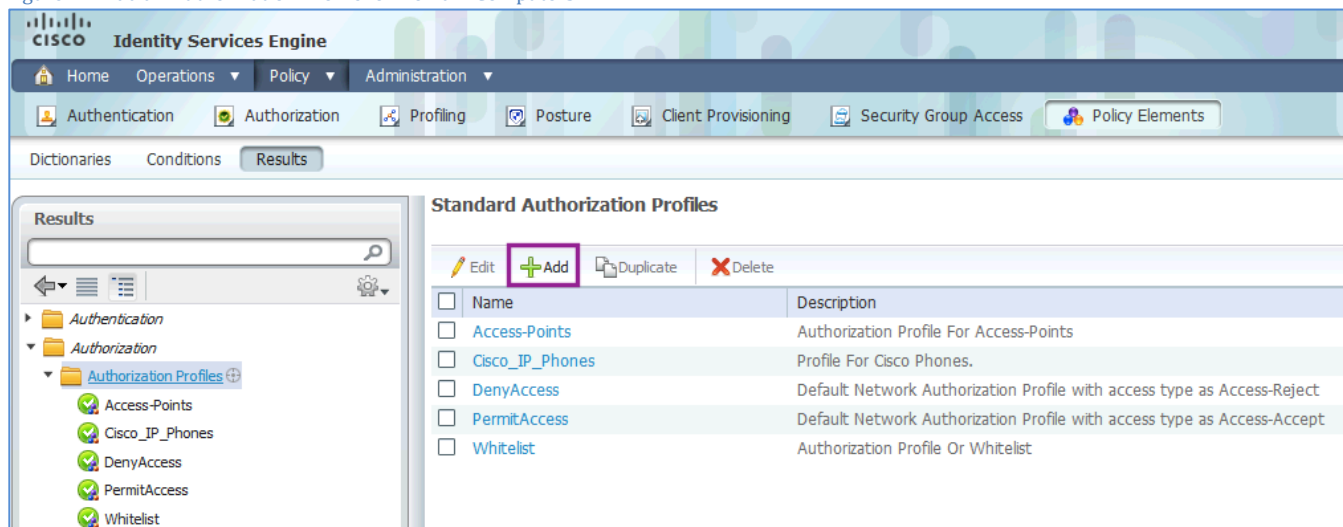 CISCO Identity Services Engine
Home Operations Policy Administration
Authentication Authorization Profiling Posture Client Provisioning Security Group Access Policy Elements
Dictionaries Conditions Results
Results
Authentication
Authorization
Authorization Profiles
Access-Points
Cisco_IP_Phones
DenyAccess
PermitAccess
Whitelist
Standard Authorization Profiles
Edit Add Duplicate Delete
Name Description
Access-Points Authorization Profile For Access-Points
Cisco_IP_Phones Profile For Cisco Phones.
DenyAccess Default Network Authorization Profile with access type as Access-Reject
PermitAccess Default Network Authorization Profile with access type as Access-Accept
Whitelist Authorization Profile Or Whitelist